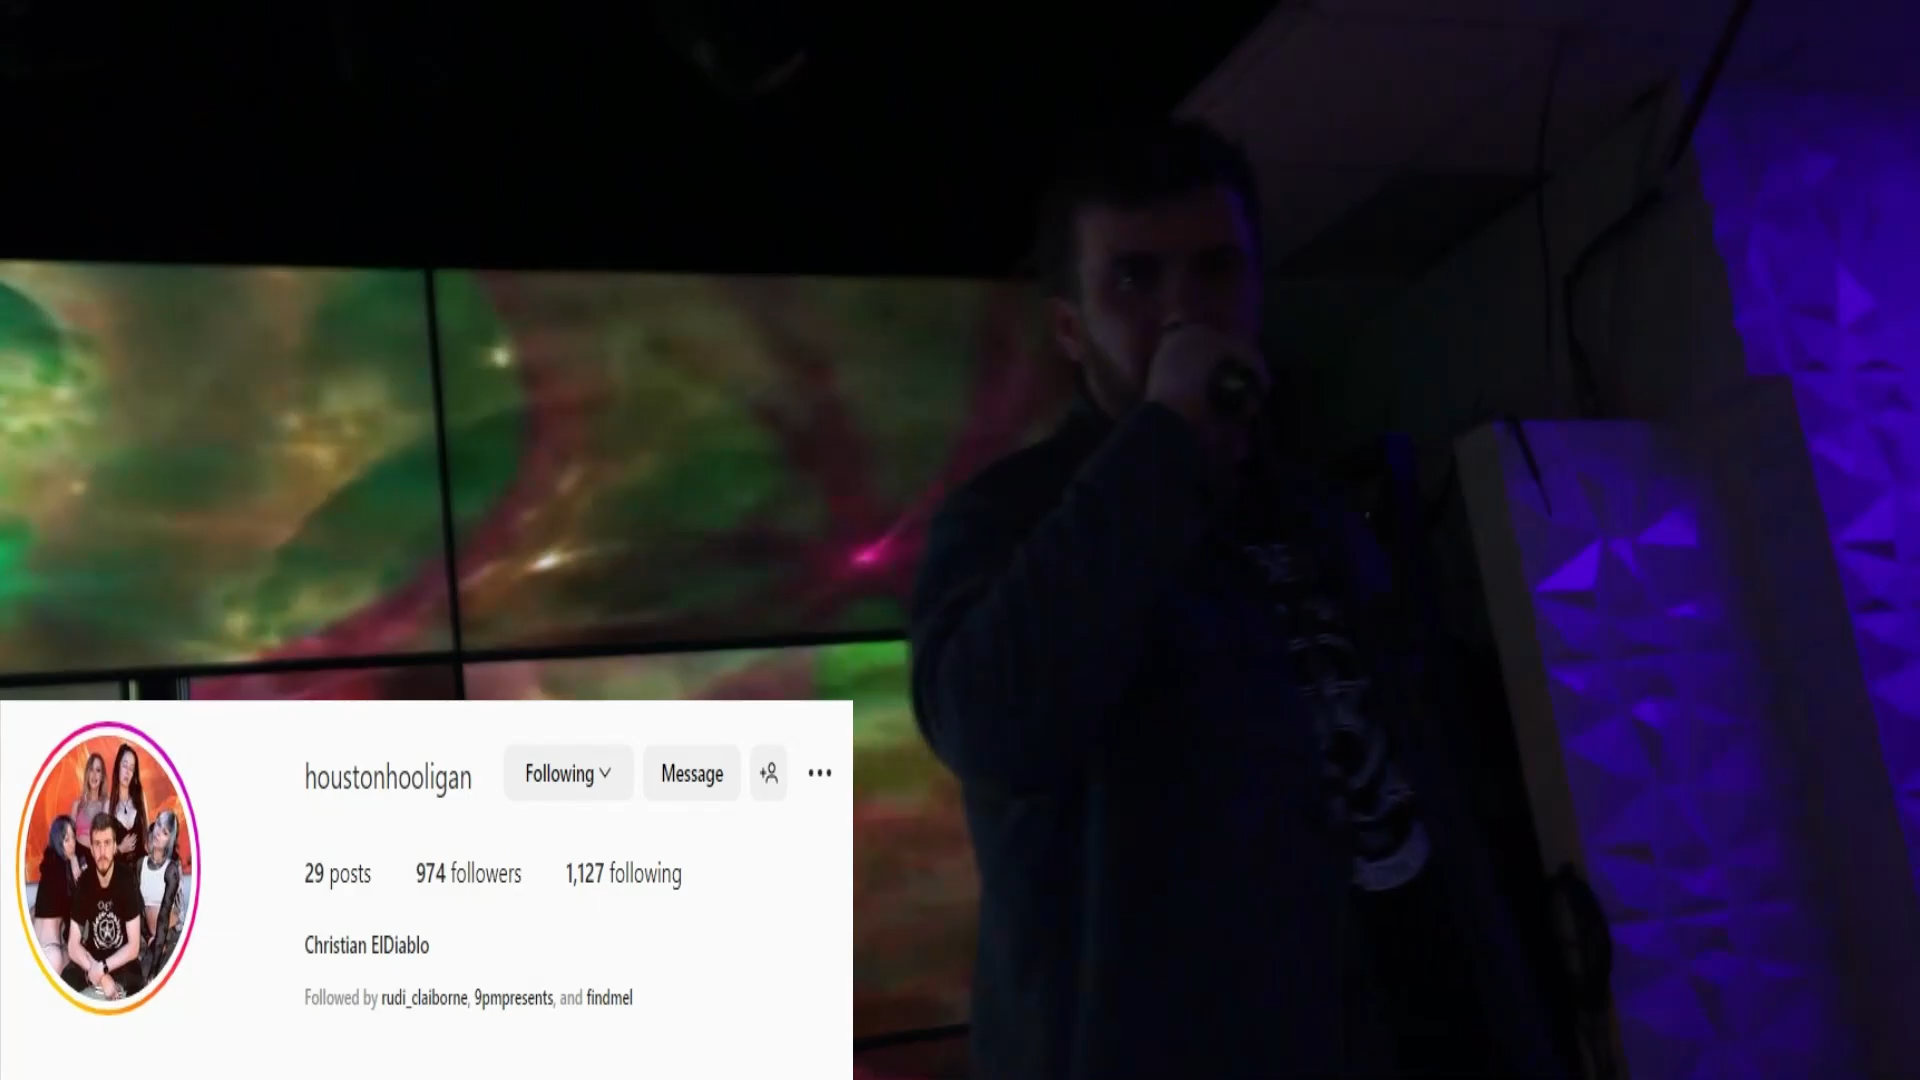 houstonhooligan
Following
Message
29 posts
974 followers
1,127 following
Christian ElDiablo
Followed by rudi_claiborne, 9pmpresents, and findmel